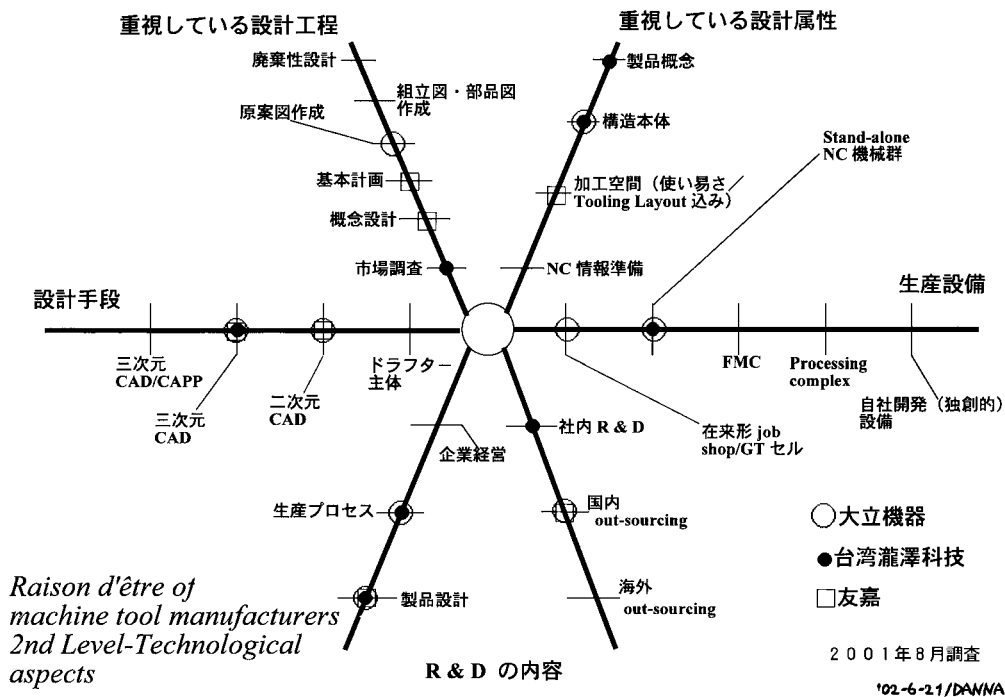 重視している設計工程
重視している設計属性
廃棄性設計
製品概念
組立図・部品図
作成
原案図作成
構造本体
Stand-alone
NC 機械群
基本計画
加工空間（使い易さ
Tooling Layout 込み）
概念設計
市場調査
NC 情報準備
設計手段
生産設備
三次元
CAD/CAPP
三次元
CAD
二次元
CAD
ドラフター
主体
FMC
Processing
complex
自社開発（独創的）
設備
在来形 job
shop/GT セル
社内 R & D
企業経営
生産プロセス
国内
out-sourcing
製品設計
海外
out-sourcing
大立機器
台湾瀧澤科技
友嘉
Raison d'être of
machine tool manufacturers
2nd Level-Technological
aspects
R & D の内容
２００１年８月調査
'02-6-21/DANNA